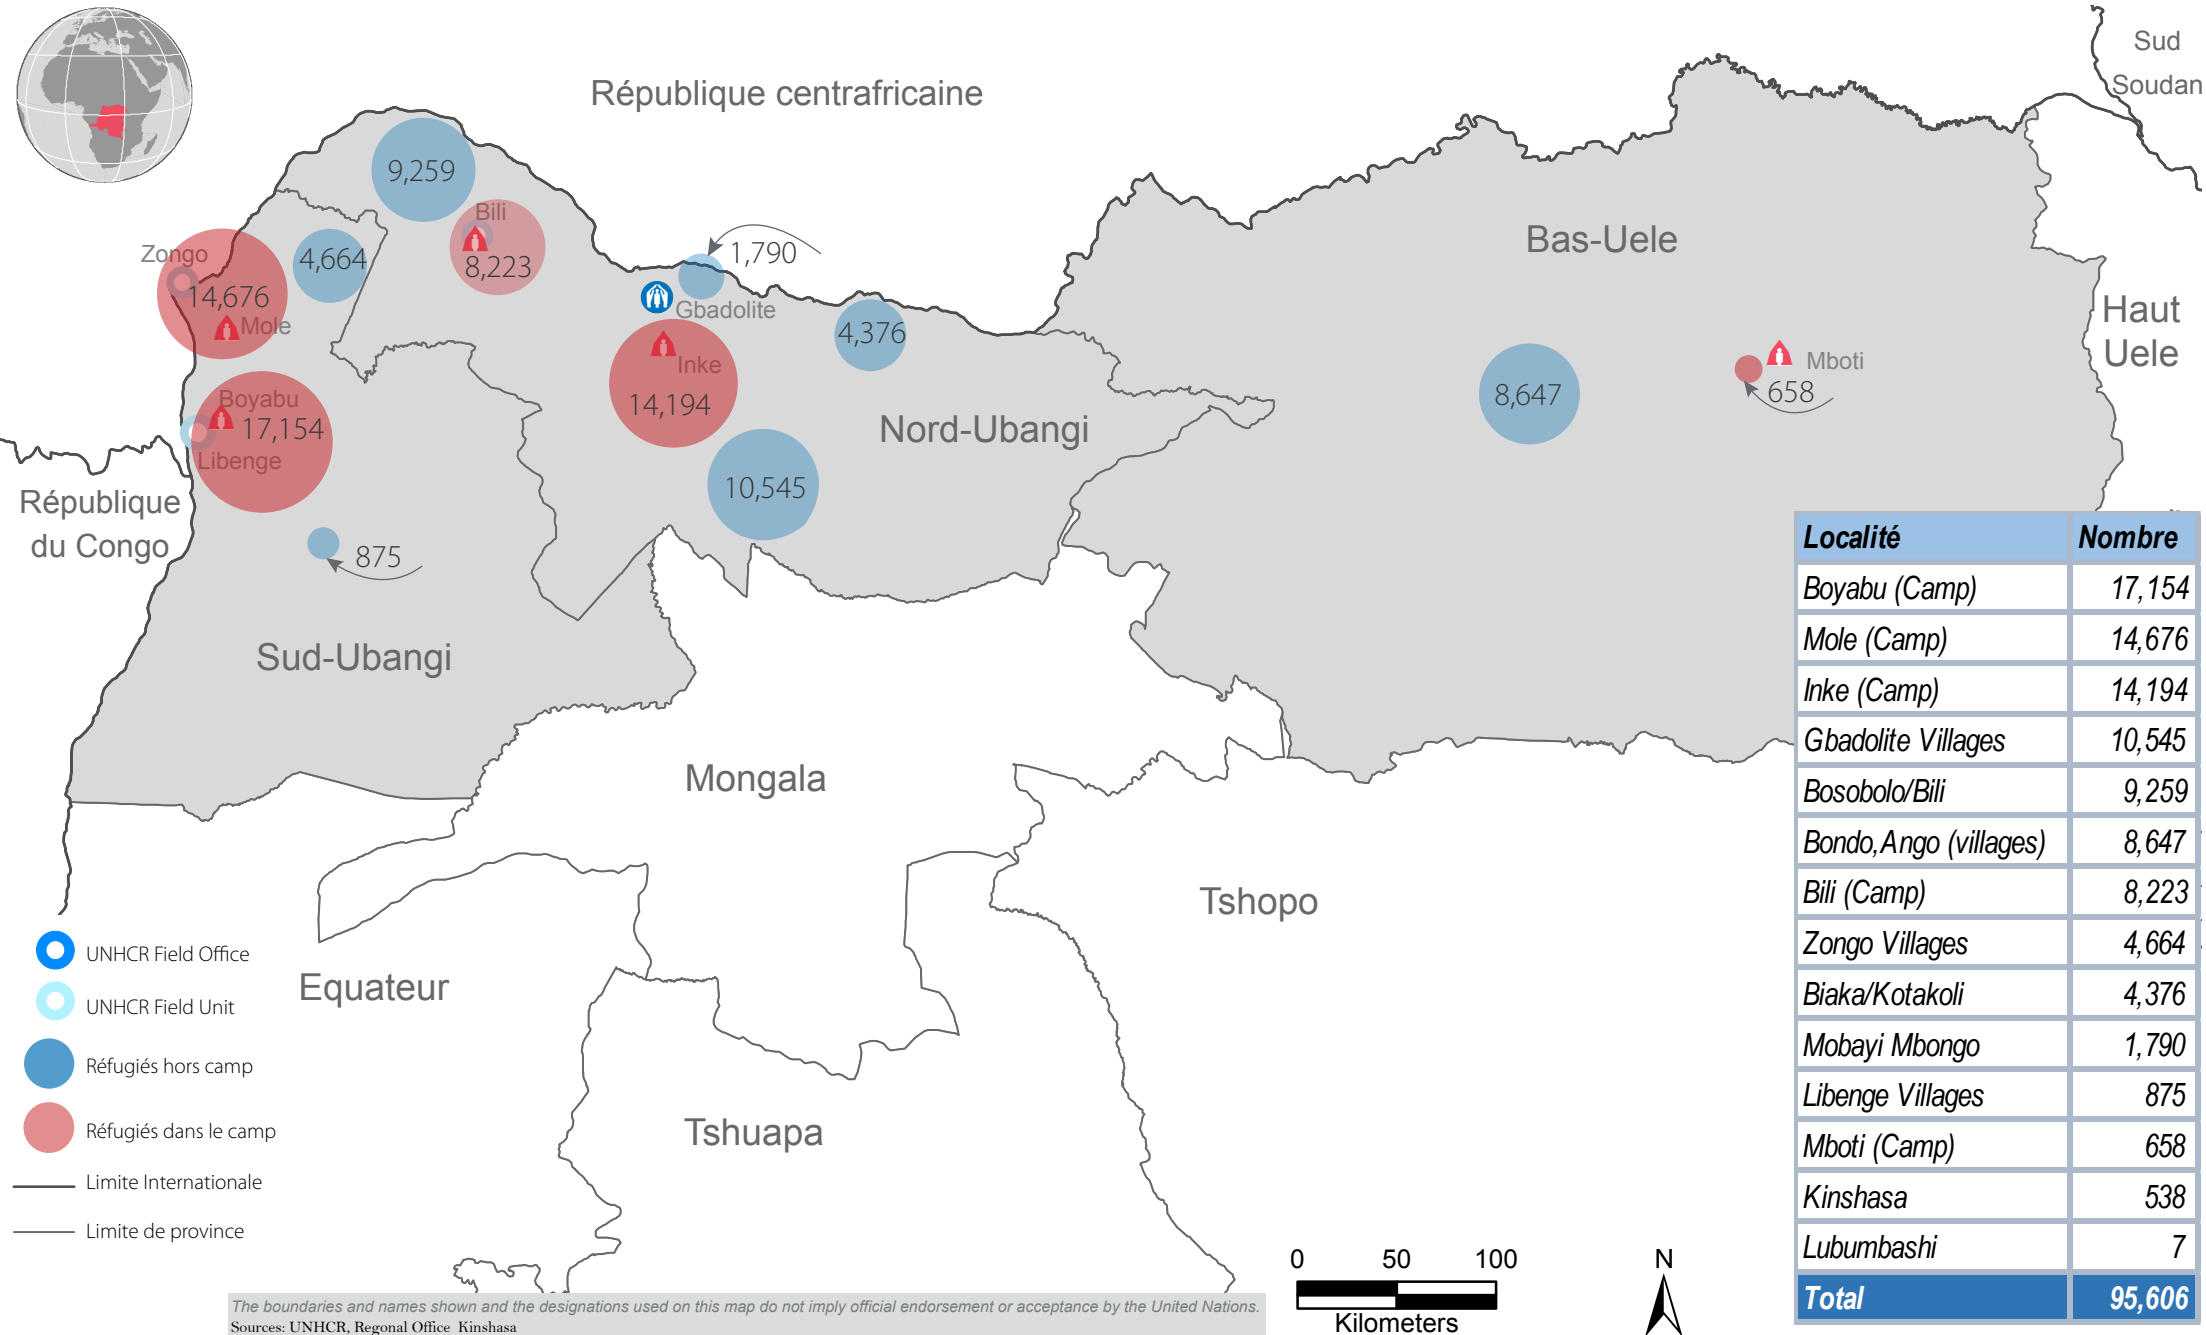 République centrafricaine
Sud
Soudan
9,259
Bili
8,223
Zongo
14,676
Mole
4,664
1,790
Gbadolite
Bas-Uele
Haut
Uele
4,376
Inke
14,194
8,647
Mboti
658
Boyabu
17,154
Libenge
Nord-Ubangi
10,545
République
du Congo
875
Sud-Ubangi
Mongala
Tshopo
Equateur
Tshuapa
Localité Nombre
Boyabu (Camp) 17,154
Mole (Camp) 14,676
Inke (Camp) 14,194
Gbadolite Villages 10,545
Bosobolo/Bili 9,259
Bondo,Ango (villages) 8,647
Bili (Camp) 8,223
Zongo Villages 4,664
Biaka/Kotakoli 4,376
Mobayi Mbongo 1,790
Libenge Villages 875
Mboti (Camp) 658
Kinshasa 538
Lubumbashi 7
Total 95,606
UNHCR Field Office
UNHCR Field Unit
Réfugiés hors camp
Réfugiés dans le camp
Limite Internationale
Limite de province
0 50 100
Kilometers
N
The boundaries and names shown and the designations used on this map do not imply official endorsement or acceptance by the United Nations.
Sources: UNHCR, Regional Office Kinshasa